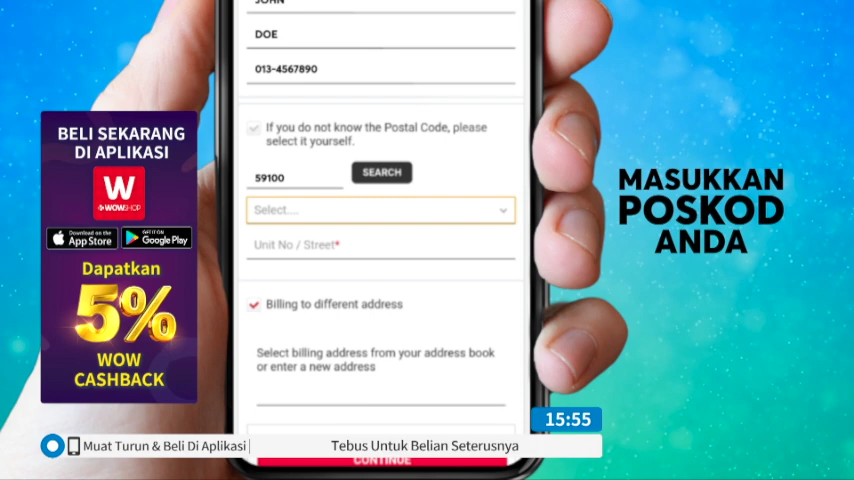 JOHN
DOE
013-4567890
If you do not know the Postal Code, please
select it yourself.
59100
SEARCH
Select....
Unit No / Street*
Billing to different address
Select billing address from your address book
or enter a new address
CONTINUE
BELI SEKARANG
DI APLIKASI
W
WOWSHOP
Download on the
App Store
GET IT ON
Google Play
Dapatkan
5%
WOW
CASHBACK
MASUKKAN
POSKOD
ANDA
15:55
Muat Turun & Beli Di Aplikasi
Tebus Untuk Belian Seterusnya